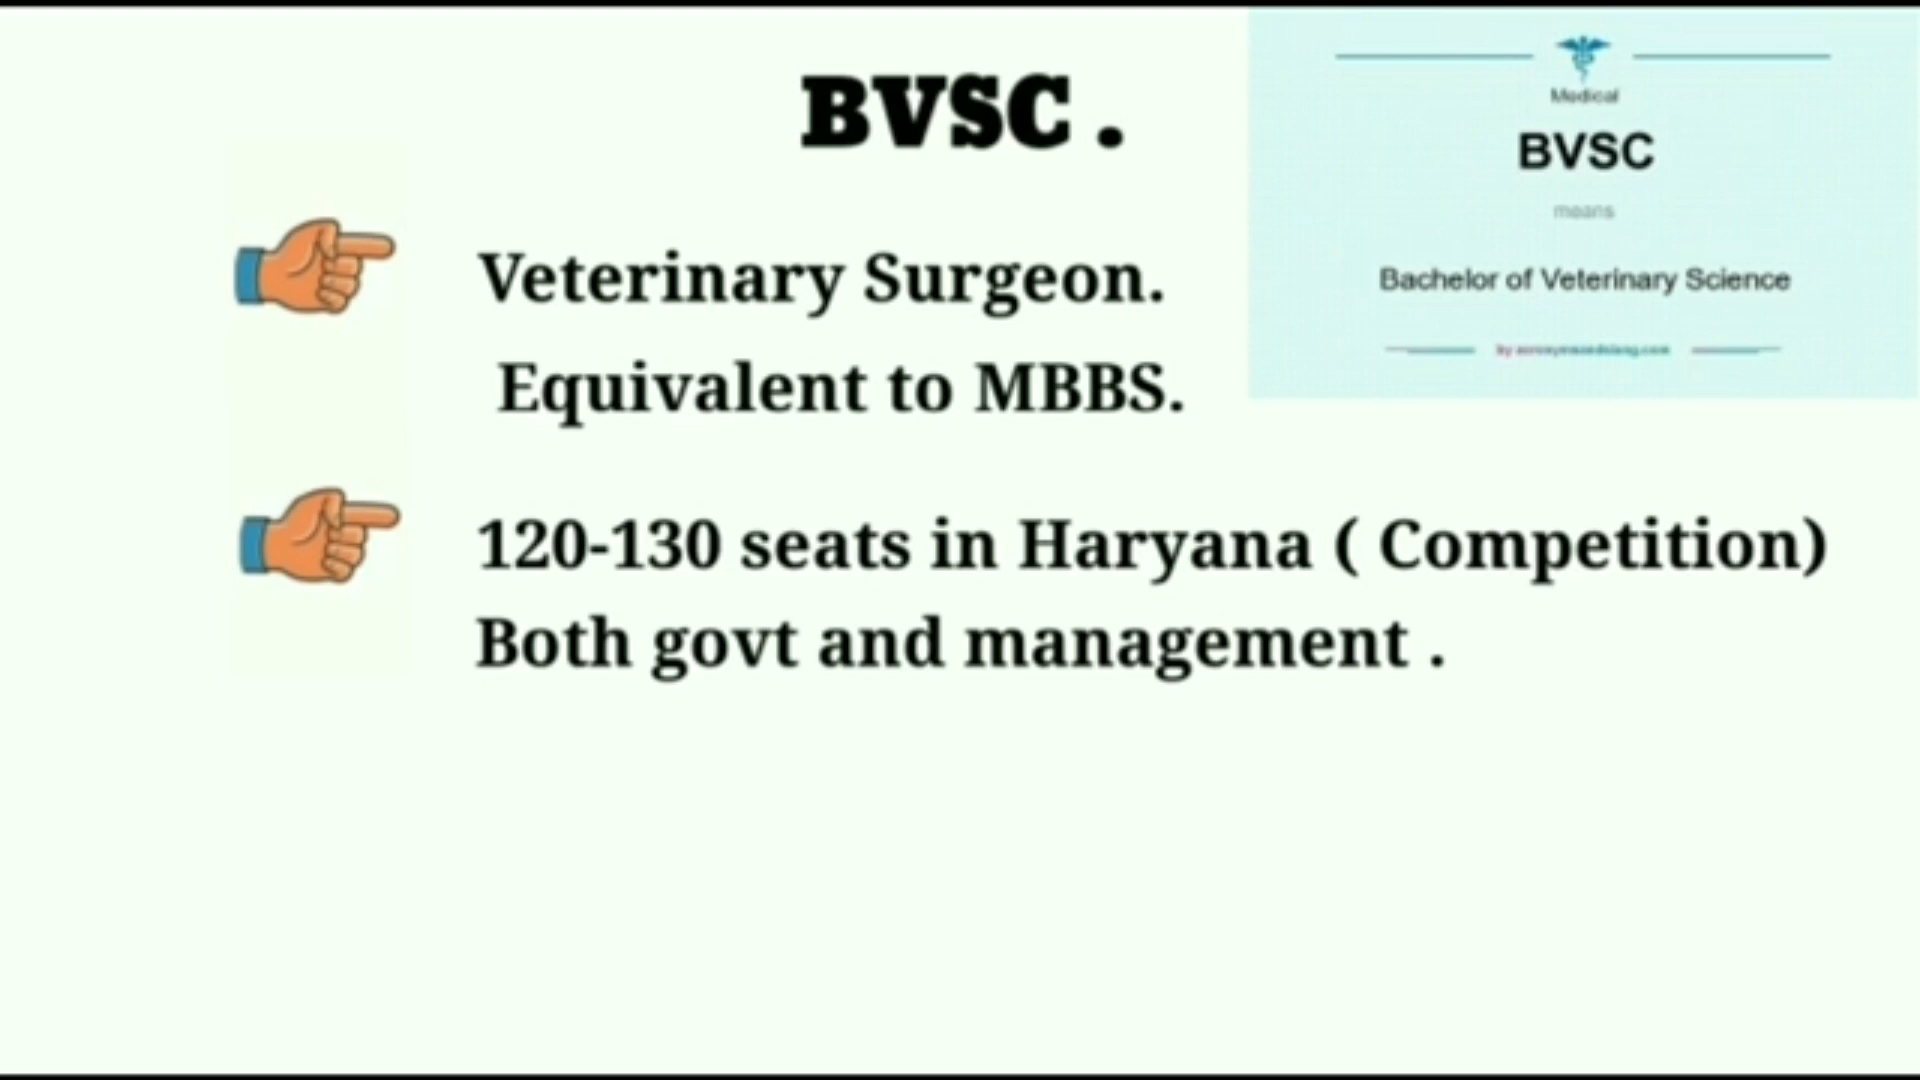 BVSC .
Veterinary Surgeon.
Equivalent to MBBS.
120-130 seats in Haryana ( Competition)
Both govt and management .
Medical
BVSC
means
Bachelor of Veterinary Science
by